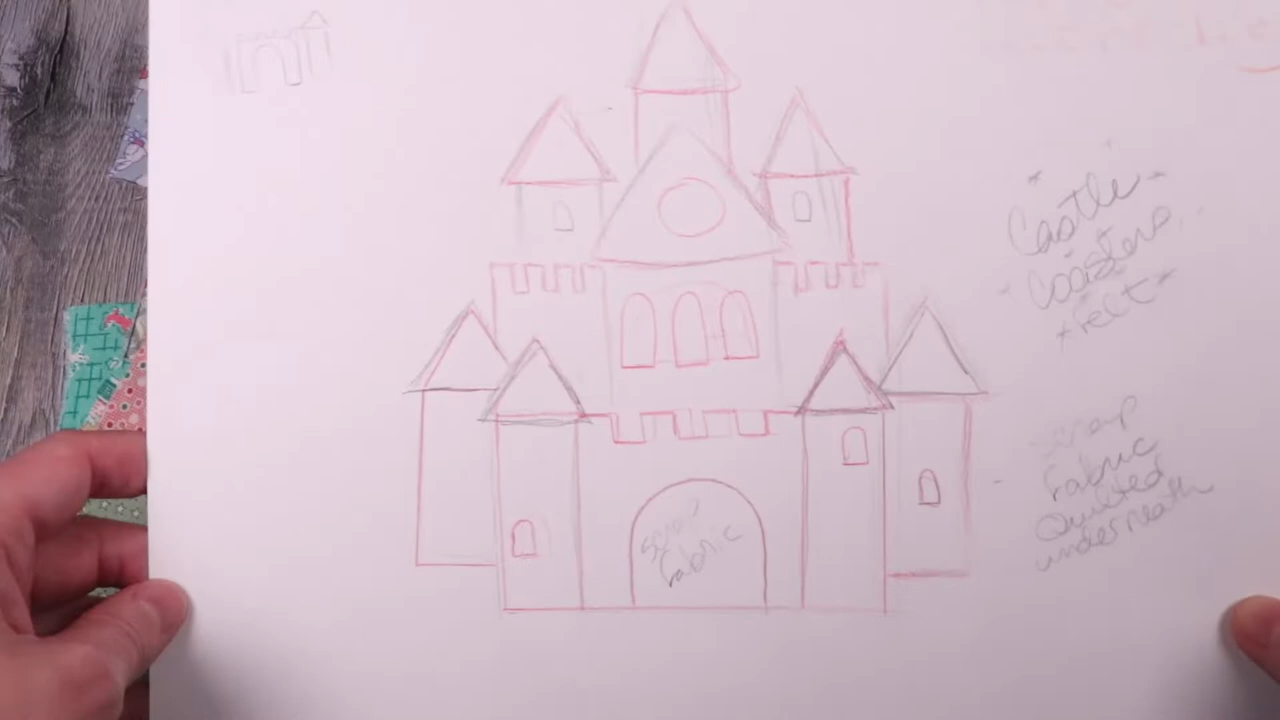 *Castle*
- Coasters
*felt*
- scrap
fabric
Quilted
underneath
scrap
fabric